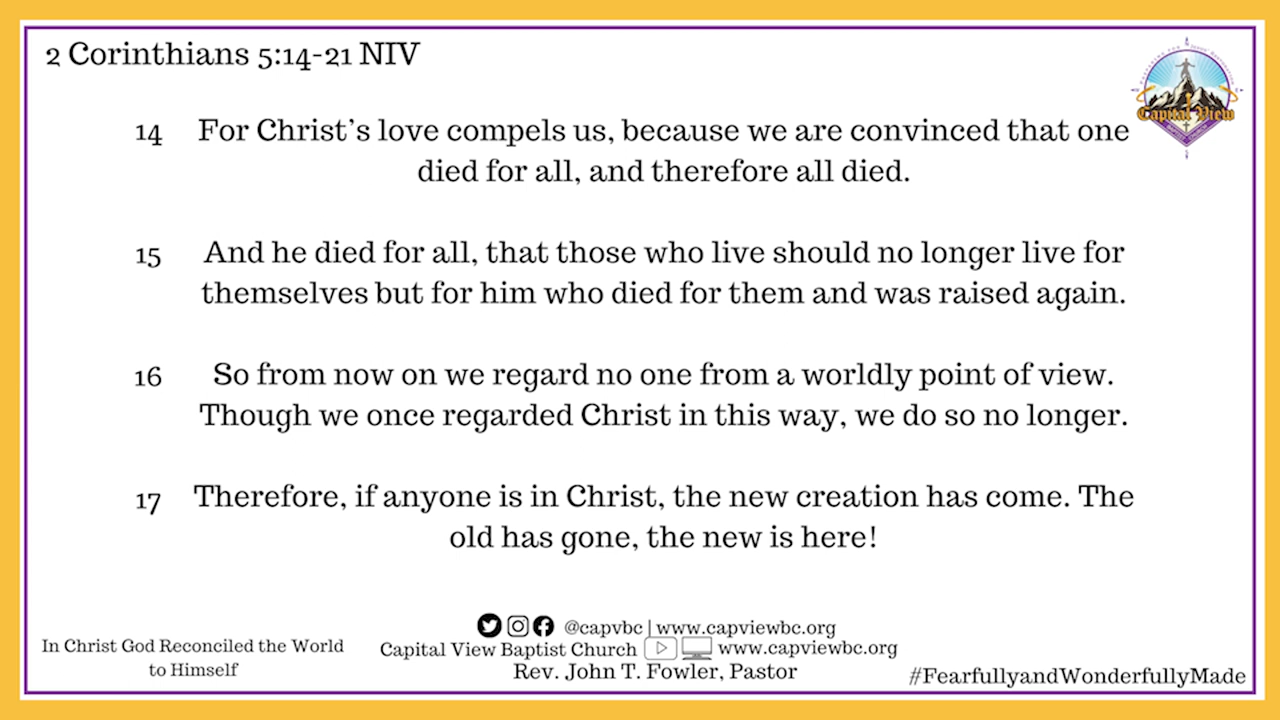 2 Corinthians 5:14-21 NIV
14 For Christ's love compels us, because we are convinced that one
died for all, and therefore all died.
15 And he died for all, that those who live should no longer live for
themselves but for him who died for them and was raised again.
16 So from now on we regard no one from a worldly point of view.
Though we once regarded Christ in this way, we do so no longer.
17 Therefore, if anyone is in Christ, the new creation has come. The
old has gone, the new is here!
Capital View
In Christ God Reconciled the World
to Himself
@capvbc | www.capviewbc.org
Capital View Baptist Church www.capviewbc.org
Rev. John T. Fowler, Pastor
#FearfullyandWonderfullyMade